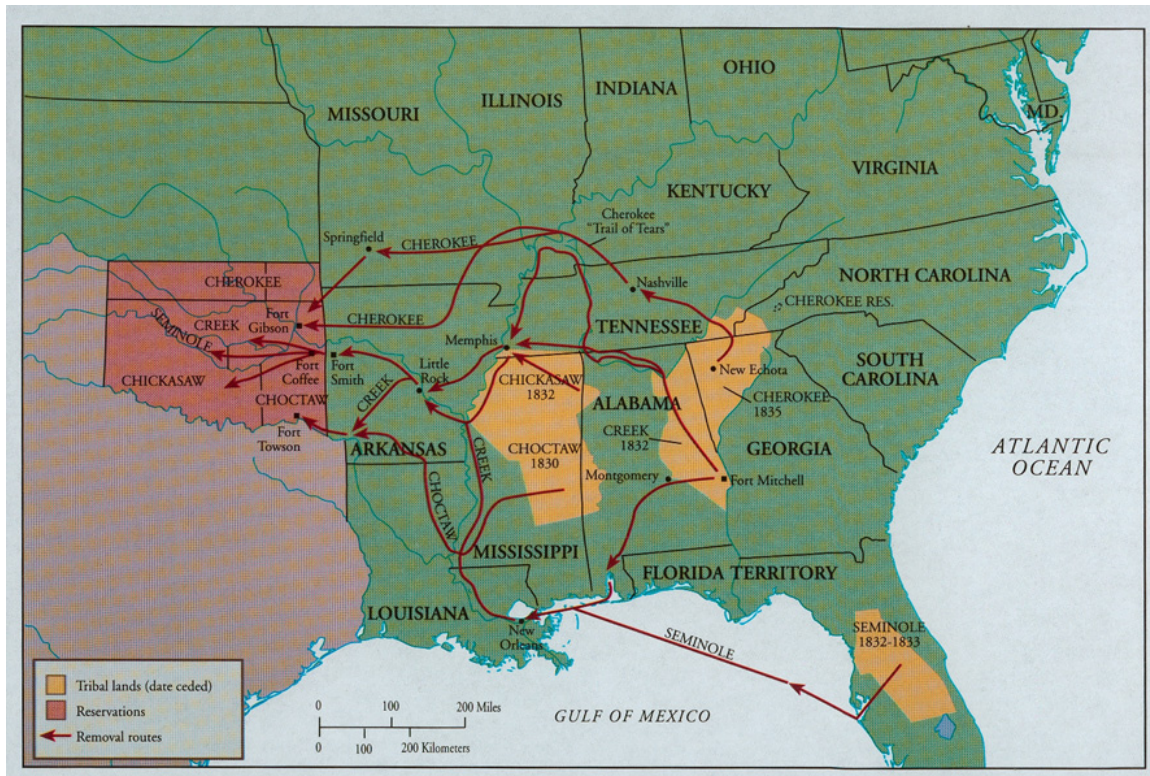 OHIO
INDIANA
ILLINOIS
MISSOURI
MD.
VIRGINIA
KENTUCKY
Cherokee
"Trail of Tears"
Springfield
CHEROKEE
NORTH CAROLINA
CHEROKEE
Nashville
CHEROKEE RES.
Fort
Gibson
CHEROKEE
TENNESSEE
CREEK
SEMINOLE
Memphis
SOUTH
CAROLINA
Fort
Coffee
Fort
Smith
Little
Rock
New Echota
CHICKASAW
CHICKASAW
1832
CHEROKEE
1835
CHOCTAW
CREEK
ALABAMA
CREEK
1832
Fort
Towson
ARKANSAS
CREEK
CHOCTAW
1830
GEORGIA
ATLANTIC
OCEAN
CHOCTAW
Montgomery
Fort Mitchell
MISSISSIPPI
FLORIDA TERRITORY
LOUISIANA
New
Orleans
SEMINOLE
SEMINOLE
1832-1833
Tribal lands (date ceded)
Reservations
Removal routes
0 100 200 Miles
0 100 200 Kilometers
GULF OF MEXICO